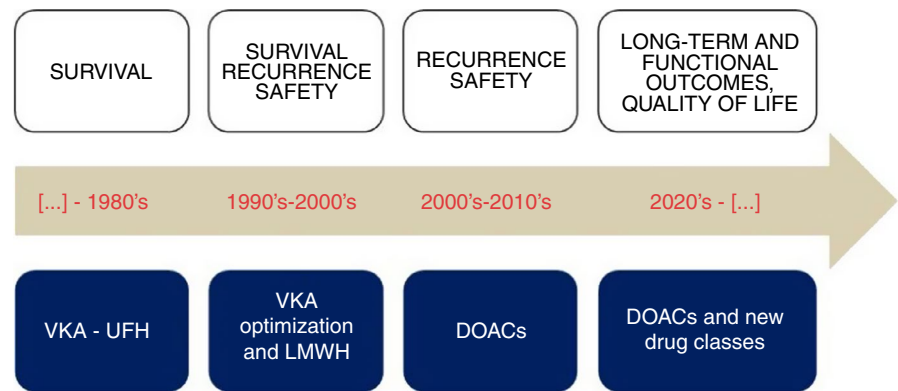 SURVIVAL
SURVIVAL
RECURRENCE
SAFETY
RECURRENCE
SAFETY
LONG-TERM AND
FUNCTIONAL
OUTCOMES,
QUALITY OF LIFE
[...] - 1980's
1990's-2000's
2000's-2010's
2020's - [...]
VKA - UFH
VKA
optimization
and LMWH
DOACs
DOACs and new
drug classes